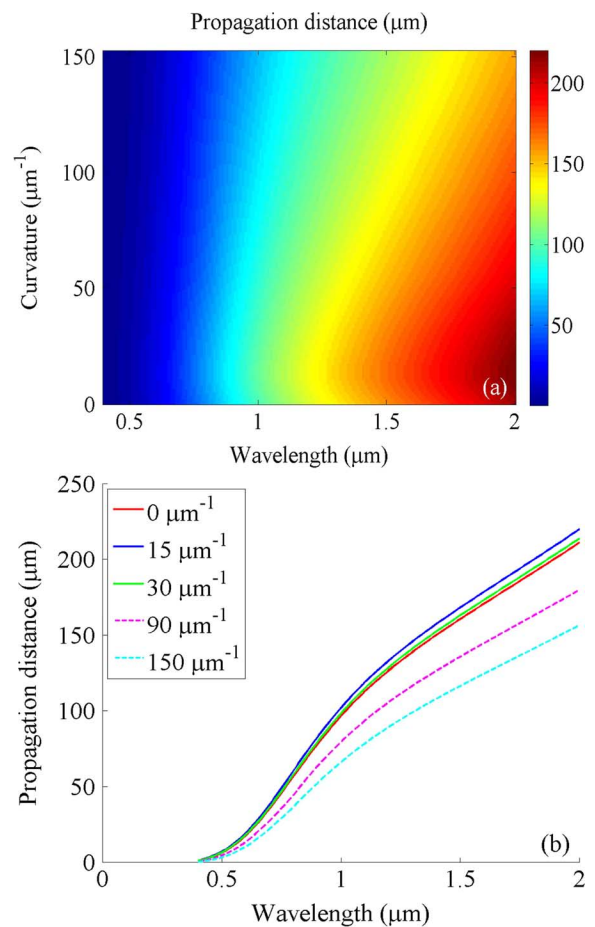 Propagation distance (μm)
150
100
50
0
Curvature (μm⁻¹)
0.5 1 1.5 2
Wavelength (μm)
200
150
100
50
(a)
250
200
150
100
50
0
Propagation distance (μm)
0 μm⁻¹
15 μm⁻¹
30 μm⁻¹
90 μm⁻¹
150 μm⁻¹
(b)
0 0.5 1 1.5 2
Wavelength (μm)